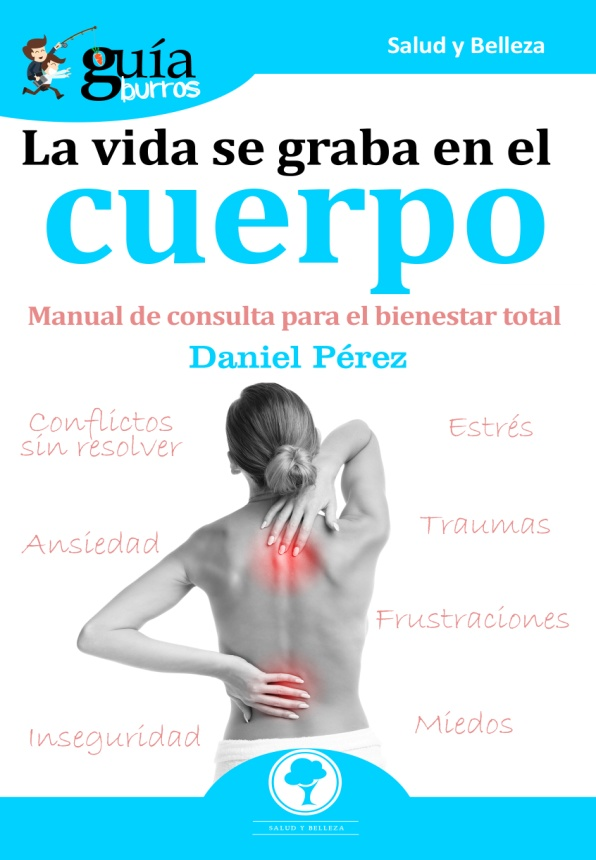 guía
burros
Salud y Belleza
La vida se graba en el
cuerpo
Manual de consulta para el bienestar total
Daniel Pérez
Conflictos
sin resolver
Estrés
Ansiedad
Traumas
Frustraciones
Inseguridad
Miedos
SALUD Y BELLEZA